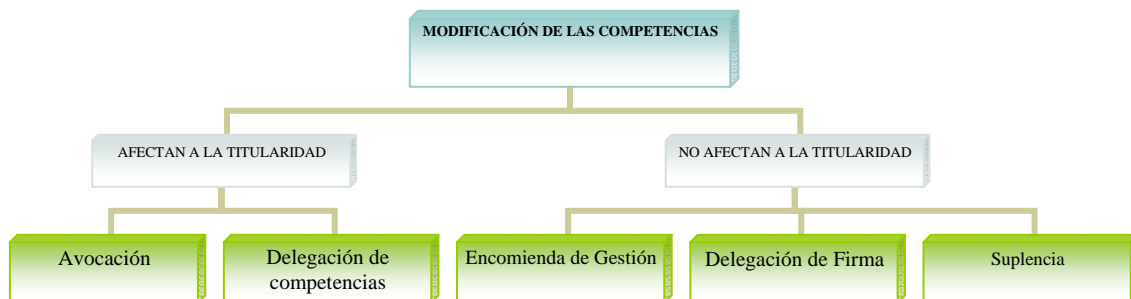 MODIFICACIÓN DE LAS COMPETENCIAS
AFECTAN A LA TITULARIDAD
NO AFECTAN A LA TITULARIDAD
Avocación
Delegación de
competencias
Encomienda de Gestión
Delegación de Firma
Suplencia